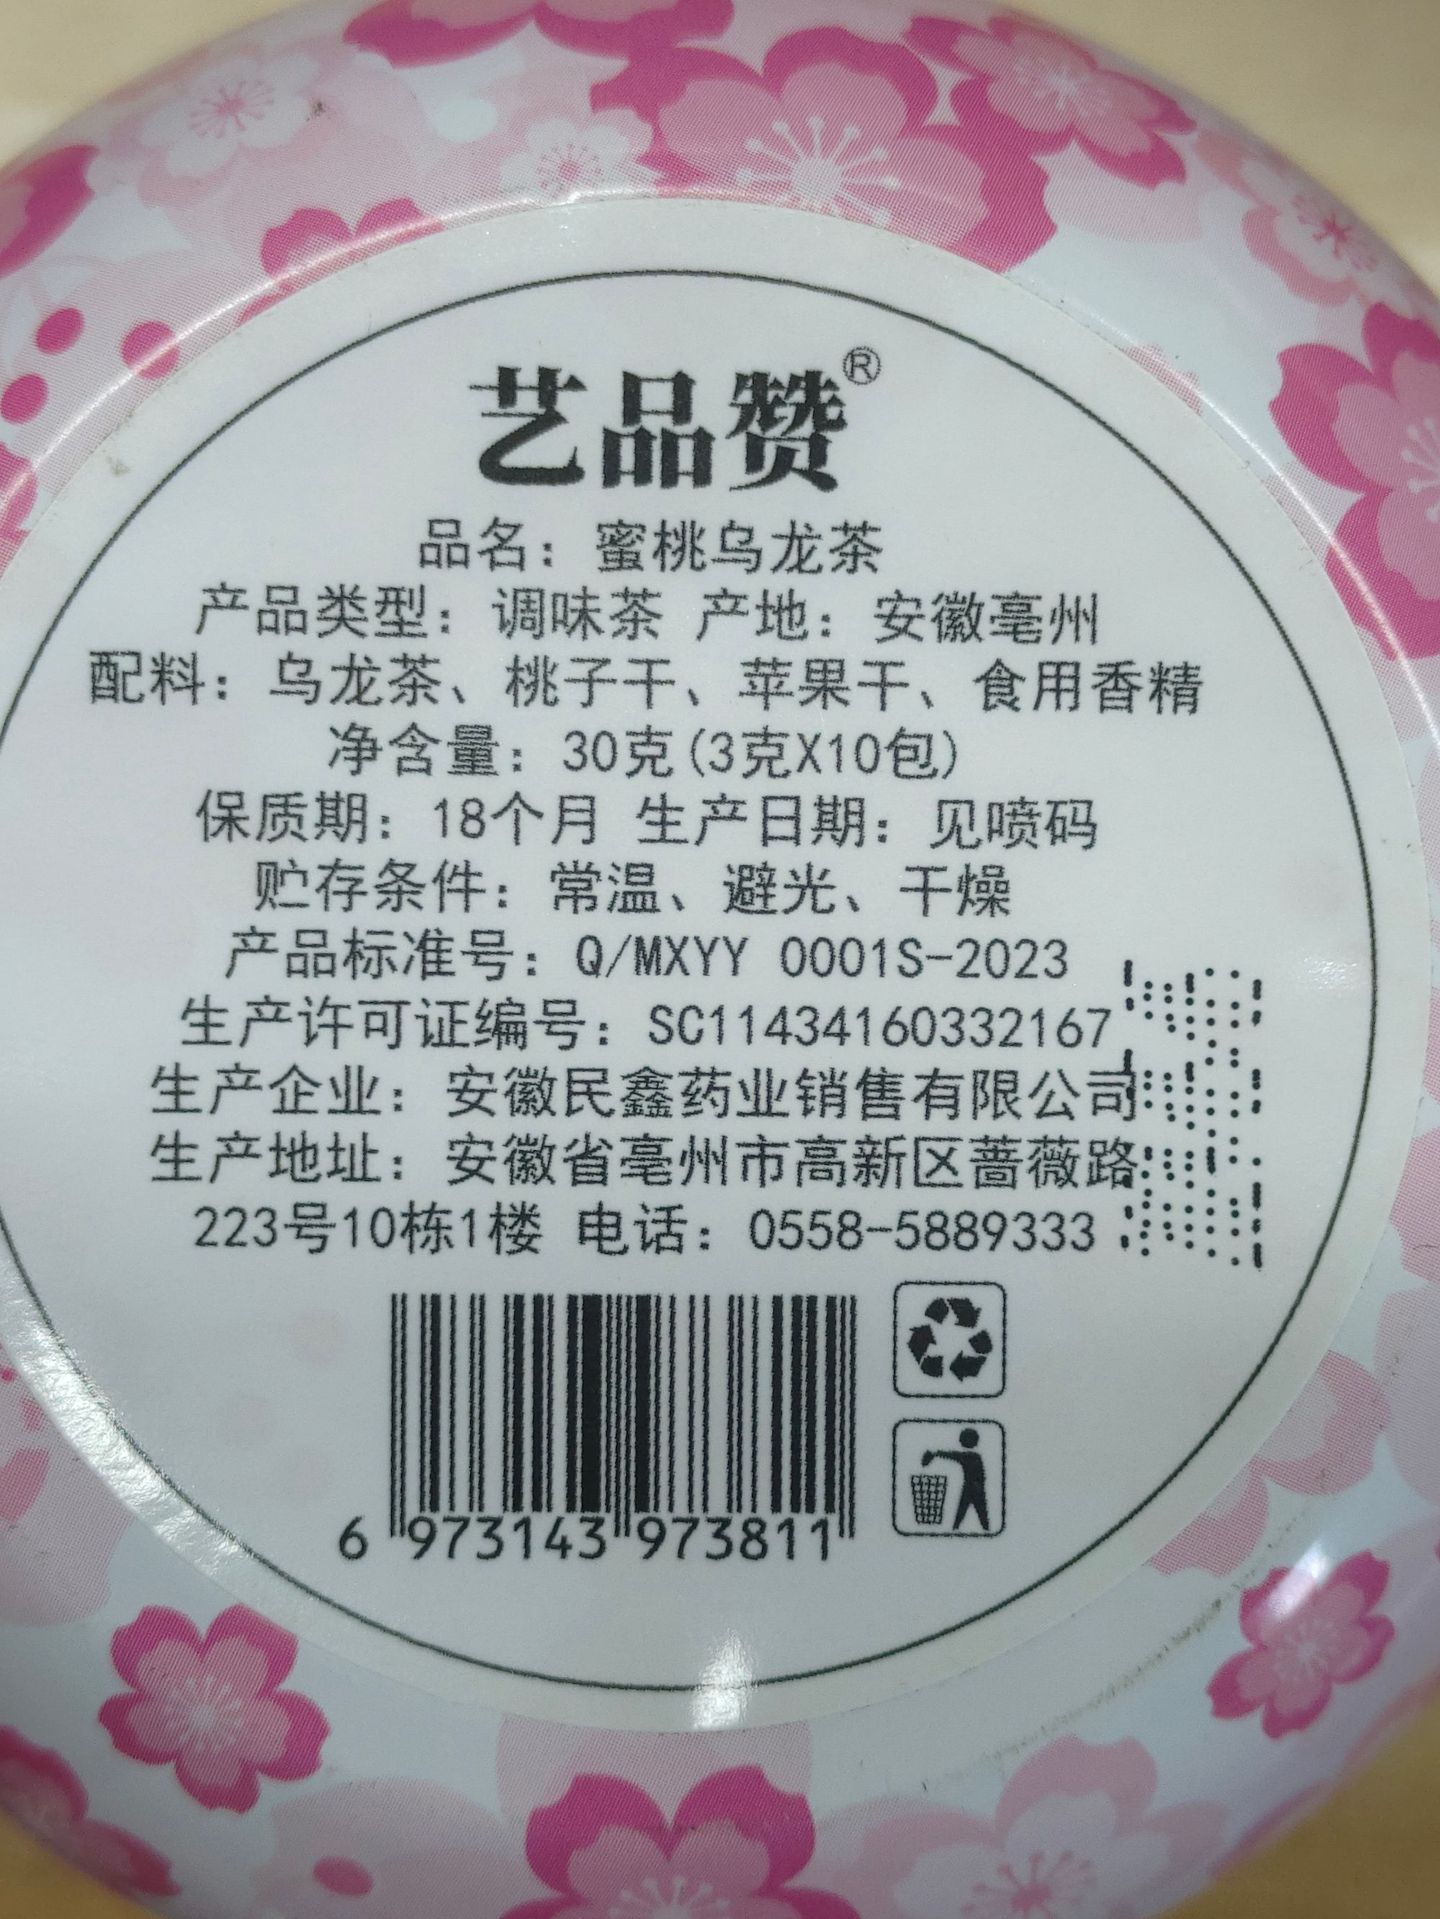 艺品赞®
品名：蜜桃乌龙茶
产品类型：调味茶 产地：安徽亳州
配料：乌龙茶、桃子干、苹果干、食用香精
净含量：30克(3克X10包)
保质期：18个月 生产日期：见喷码
贮存条件：常温、避光、干燥
产品标准号：Q/MXYY 0001S-2023
生产许可证编号：SC11434160332167
生产企业：安徽民鑫药业销售有限公司
生产地址：安徽省亳州市高新区蔷薇路
223号10栋1楼 电话：0558-5889333
6 973143 973811